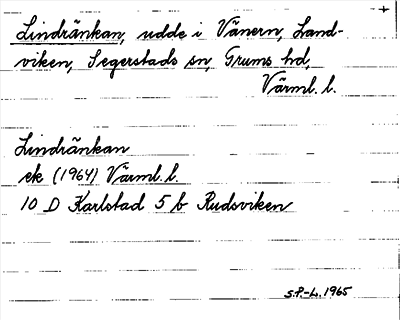 Lindränkan, udde i Vänern, Land-
viken, Segerstads sn, Grums hd,
Värml. l.
Lindränkan
ek (1964) Värml. l.
10 D Karlstad 5 b Rudsviken
S.P-L. 1965